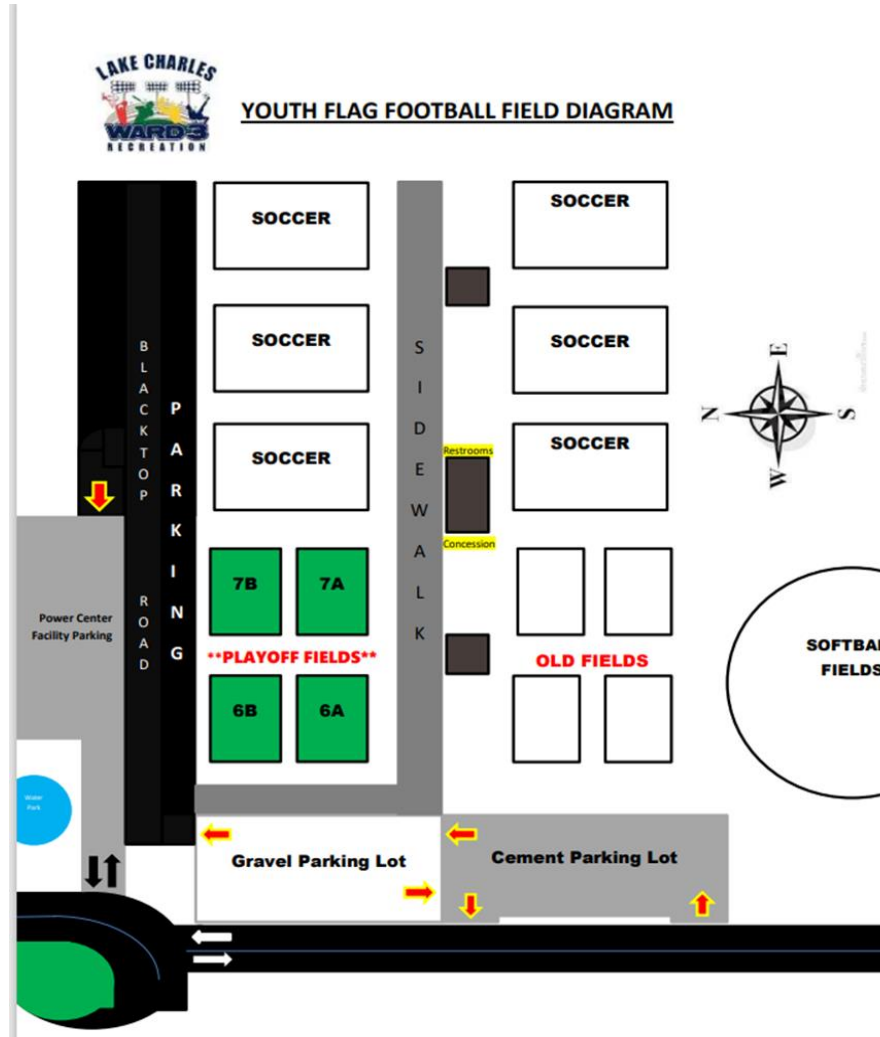 LAKE CHARLES
WARD 3
RECREATION
YOUTH FLAG FOOTBALL FIELD DIAGRAM
SOCCER
SOCCER
SOCCER
SOCCER
SOCCER
SOCCER
BLACKTOP ROAD
PARKING
SIDEWALK
Restrooms
Concession
E
N
S
W
7B
7A
Power Center
Facility Parking
**PLAYOFF FIELDS**
OLD FIELDS
SOFTBA
FIELDS
6B
6A
Water
Park
Gravel Parking Lot
Cement Parking Lot